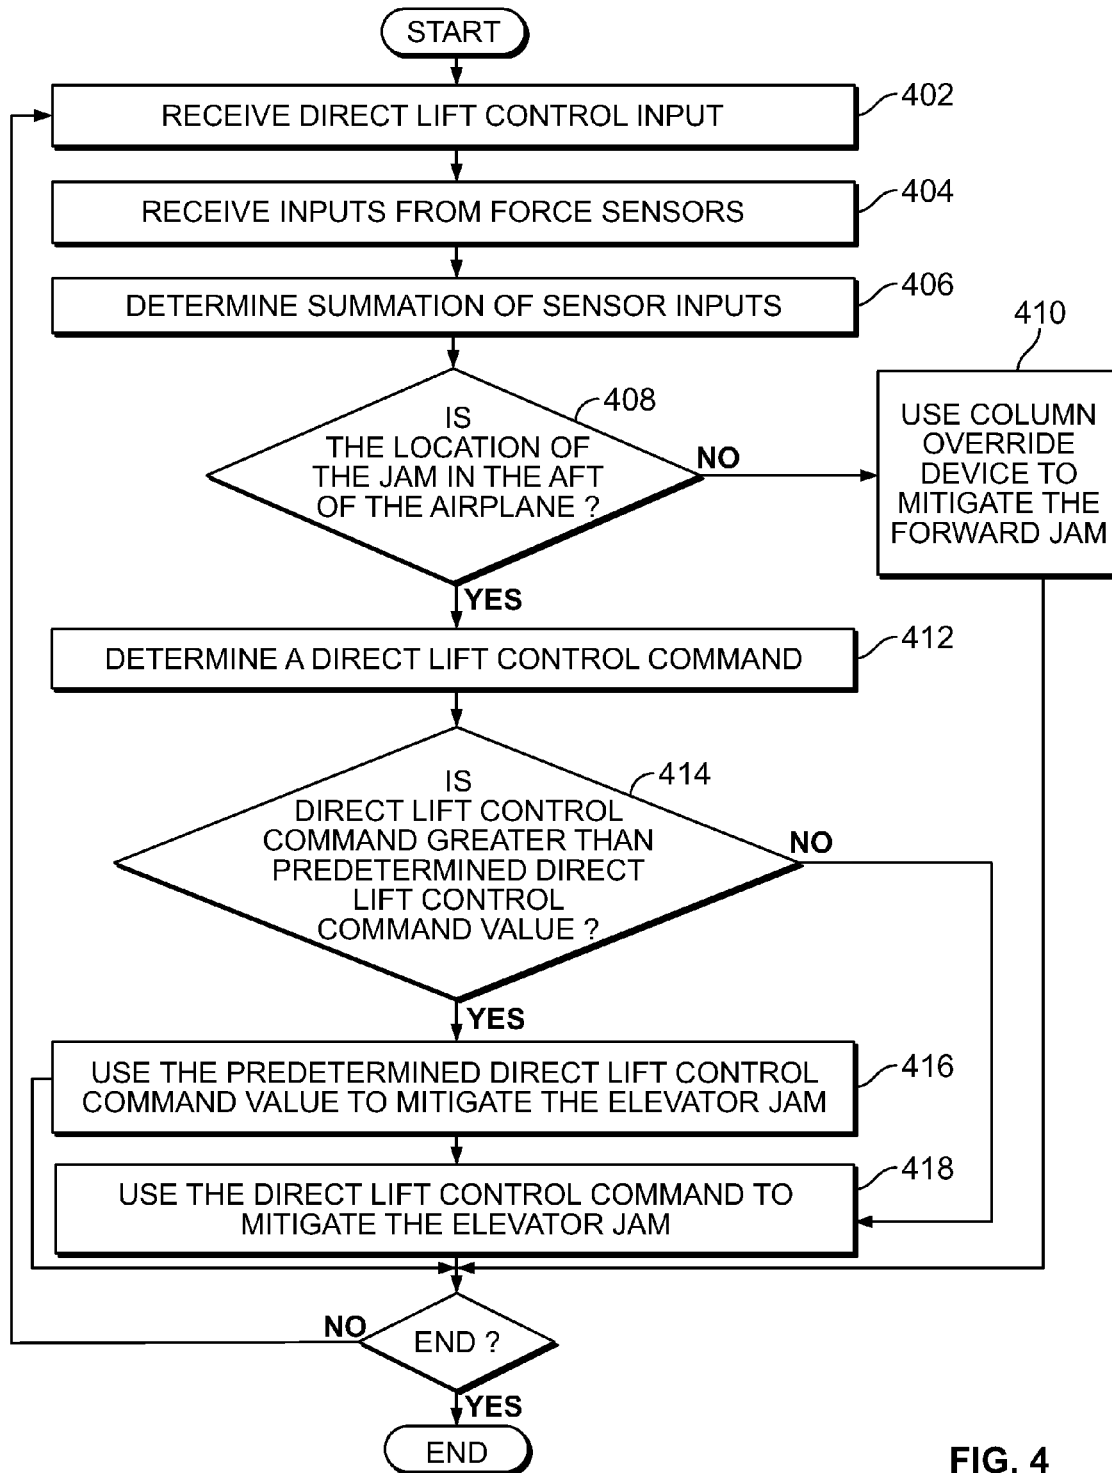 START
RECEIVE DIRECT LIFT CONTROL INPUT
402
RECEIVE INPUTS FROM FORCE SENSORS
404
DETERMINE SUMMATION OF SENSOR INPUTS
406
IS
THE LOCATION OF
THE JAM IN THE AFT
OF THE AIRPLANE ?
408
NO
410
USE COLUMN
OVERRIDE
DEVICE TO
MITIGATE THE
FORWARD JAM
YES
DETERMINE A DIRECT LIFT CONTROL COMMAND
412
IS
DIRECT LIFT CONTROL
COMMAND GREATER THAN
PREDETERMINED DIRECT
LIFT CONTROL
COMMAND VALUE ?
414
NO
YES
USE THE PREDETERMINED DIRECT LIFT CONTROL
COMMAND VALUE TO MITIGATE THE ELEVATOR JAM
416
USE THE DIRECT LIFT CONTROL COMMAND TO
MITIGATE THE ELEVATOR JAM
418
NO
END ?
YES
END
FIG. 4